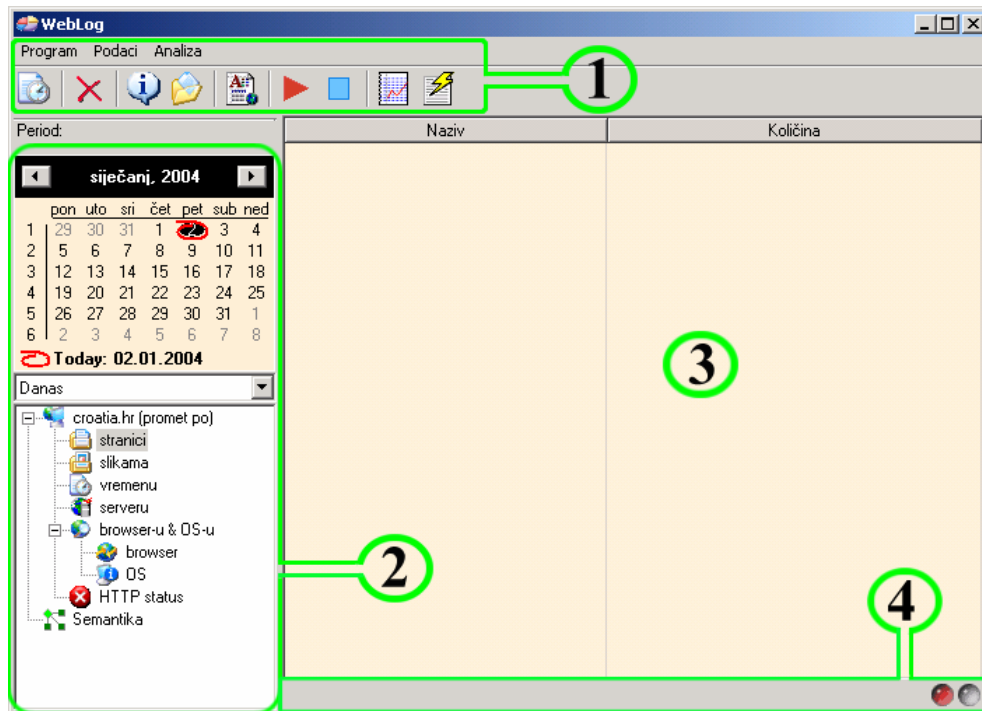 WebLog
Program Podaci Analiza
1
Period:
Naziv Količina
siječanj, 2004
pon uto sri čet pet sub ned
1 29 30 31 1 2 3 4
2 5 6 7 8 9 10 11
3 12 13 14 15 16 17 18
4 19 20 21 22 23 24 25
5 26 27 28 29 30 31 1
6 2 3 4 5 6 7 8
Today: 02.01.2004
3
Danas
croatia.hr (promet po)
stranici
slikama
vremenu
serveru
browser-u & OS-u
browser
2
OS
HTTP status
4
Semantika